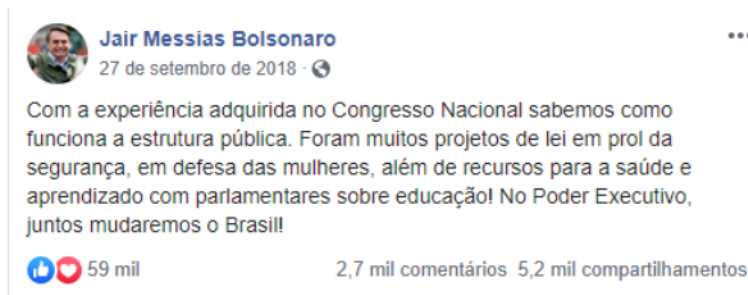 Jair Messias Bolsonaro
27 de setembro de 2018 ·
Com a experiência adquirida no Congresso Nacional sabemos como
funciona a estrutura pública. Foram muitos projetos de lei em prol da
segurança, em defesa das mulheres, além de recursos para a saúde e
aprendizado com parlamentares sobre educação! No Poder Executivo,
juntos mudaremos o Brasil!
59 mil 2,7 mil comentários 5,2 mil compartilhamentos